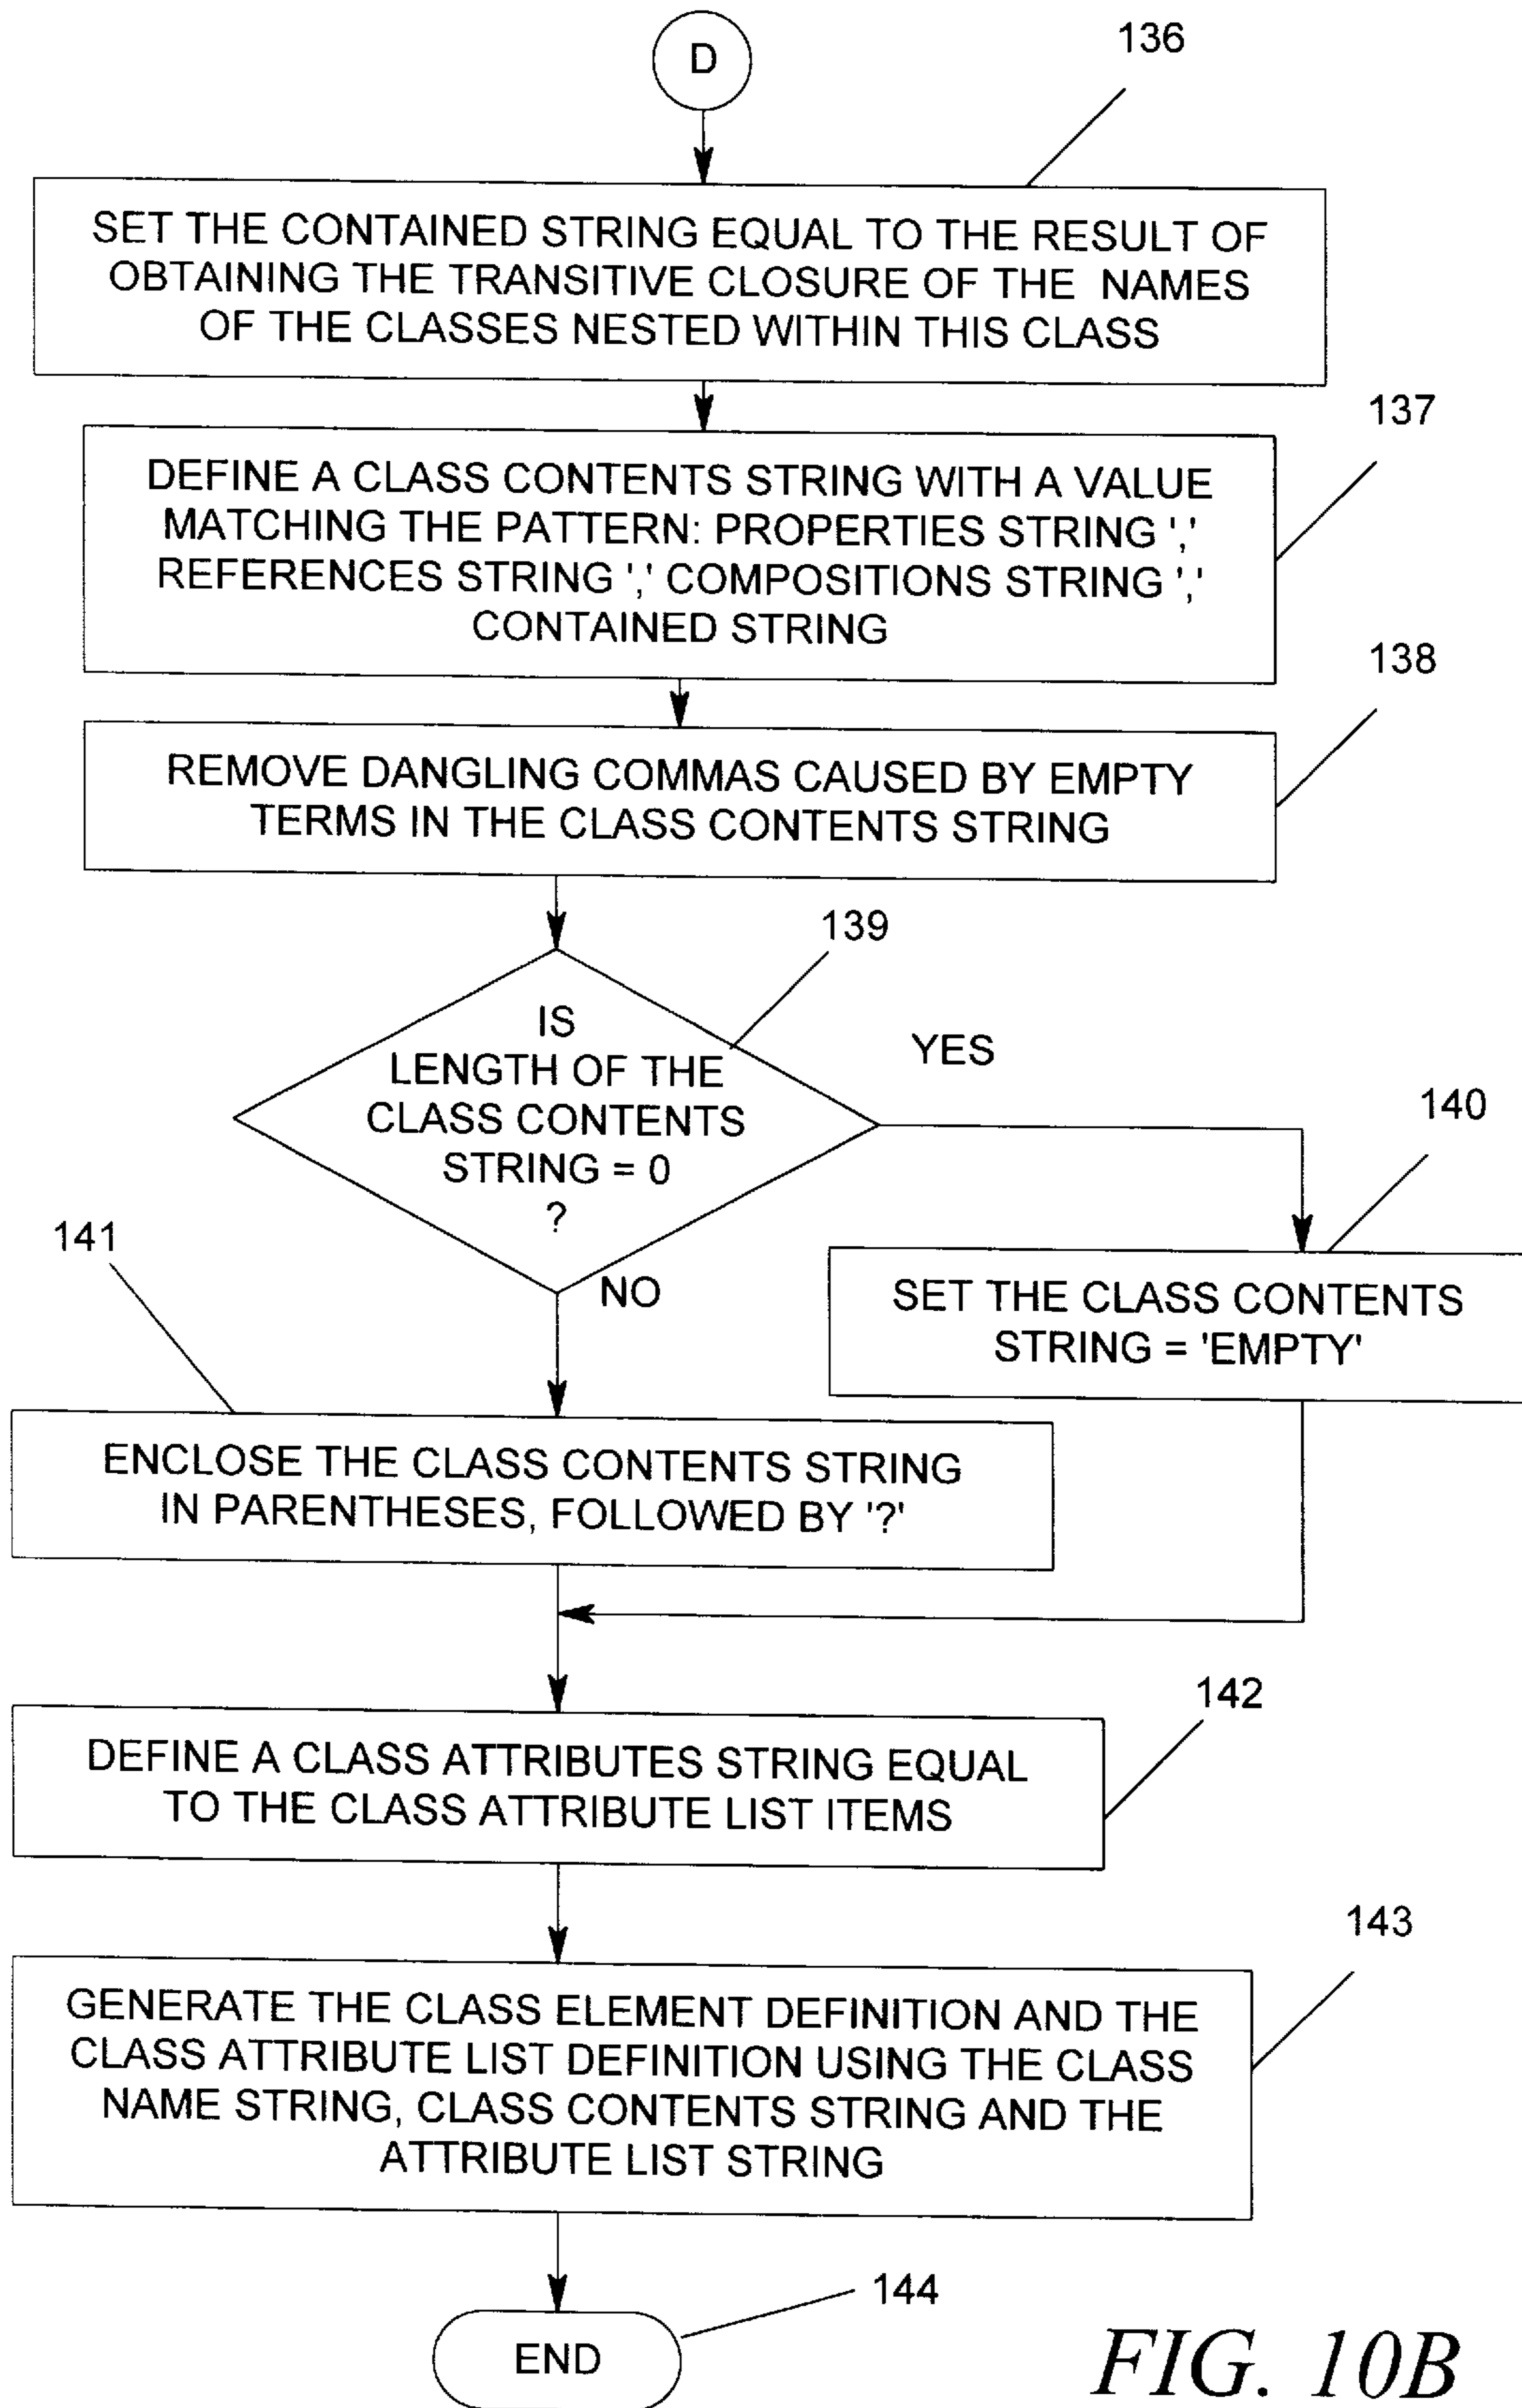 D
136
SET THE CONTAINED STRING EQUAL TO THE RESULT OF
OBTAINING THE TRANSITIVE CLOSURE OF THE NAMES
OF THE CLASSES NESTED WITHIN THIS CLASS
137
DEFINE A CLASS CONTENTS STRING WITH A VALUE
MATCHING THE PATTERN: PROPERTIES STRING ','
REFERENCES STRING ',' COMPOSITIONS STRING ','
CONTAINED STRING
138
REMOVE DANGLING COMMAS CAUSED BY EMPTY
TERMS IN THE CLASS CONTENTS STRING
139
IS
LENGTH OF THE
CLASS CONTENTS
STRING = 0
?
YES
140
SET THE CLASS CONTENTS
STRING = 'EMPTY'
NO
141
ENCLOSE THE CLASS CONTENTS STRING
IN PARENTHESES, FOLLOWED BY '?'
142
DEFINE A CLASS ATTRIBUTES STRING EQUAL
TO THE CLASS ATTRIBUTE LIST ITEMS
143
GENERATE THE CLASS ELEMENT DEFINITION AND THE
CLASS ATTRIBUTE LIST DEFINITION USING THE CLASS
NAME STRING, CLASS CONTENTS STRING AND THE
ATTRIBUTE LIST STRING
144
END
FIG. 10B